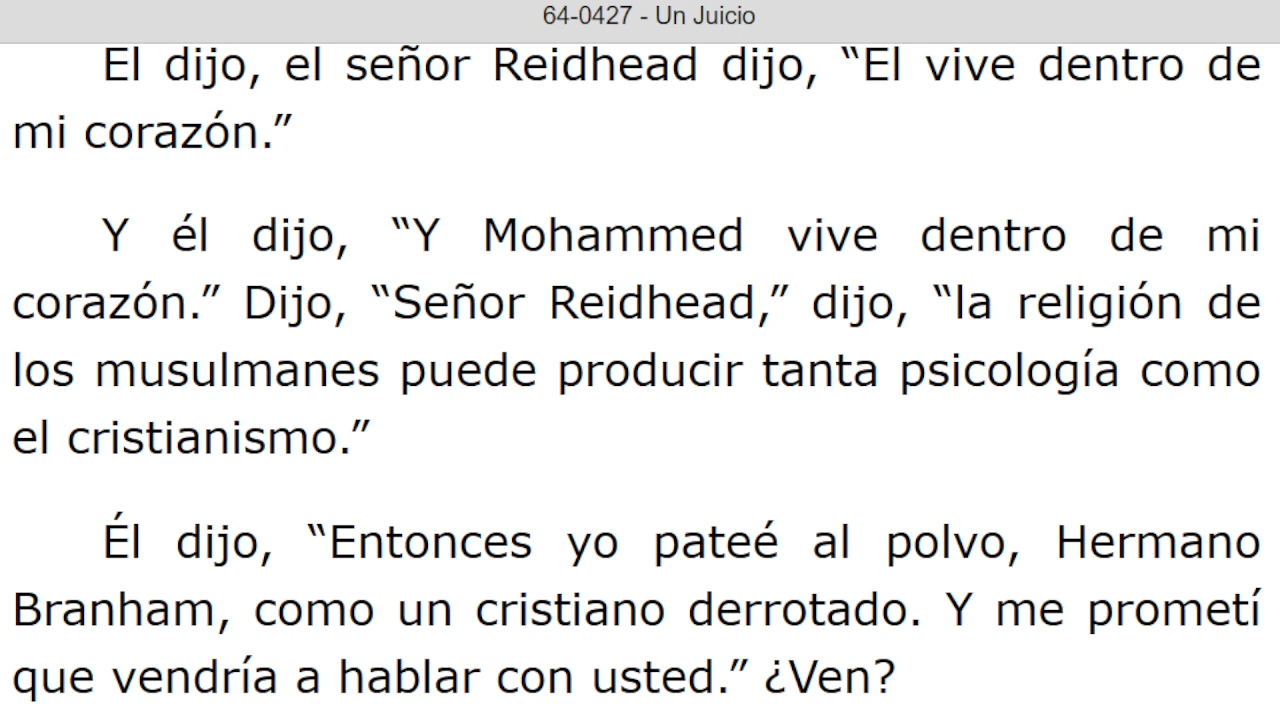 64-0427 - Un Juicio
Él dijo, el señor Reidhead dijo, “Él vive dentro de
mi corazón.”
Y él dijo, “Y Mohammed vive dentro de mi
corazón.” Dijo, “Señor Reidhead,” dijo, “la religión de
los musulmanes puede producir tanta psicología como
el cristianismo.”
Él dijo, “Entonces yo pateé al polvo, Hermano
Branham, como un cristiano derrotado. Y me prometí
que vendría a hablar con usted.” ¿Ven?